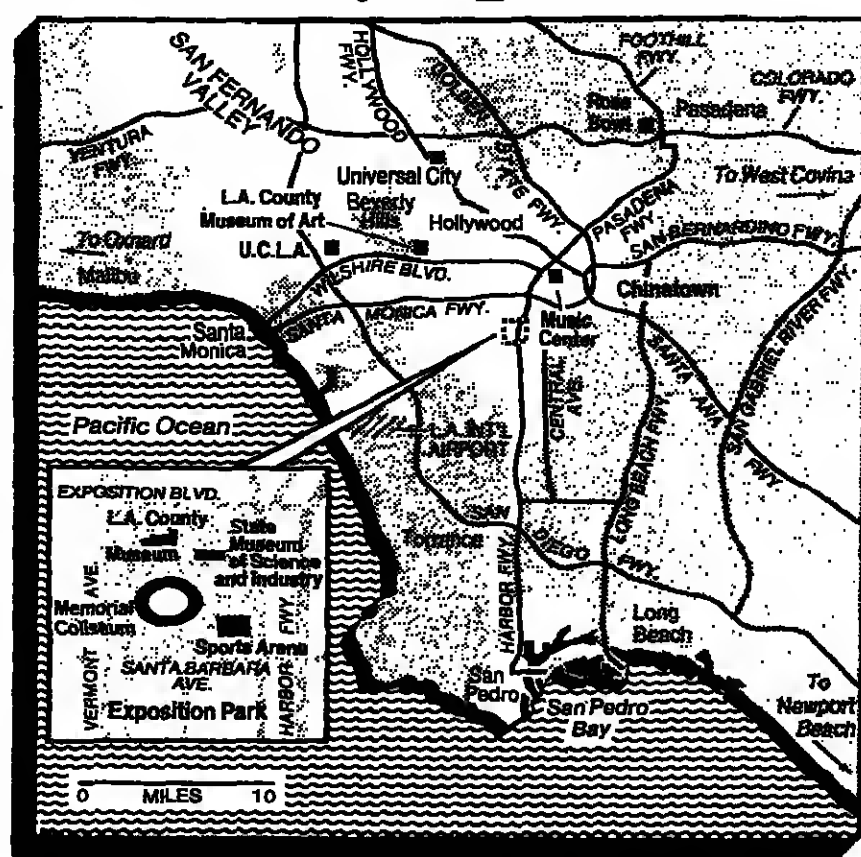 SAN FERNANDO
VALLEY
HOLLYWOOD
FWY.
GOLDEN
STATE FWY.
FOOTHILL
FWY.
COLORADO
FWY.
Rose
Bowl
Pasadena
VENTURA
FWY.
Universal City
To West Covina
L.A. County
Museum of Art
Beverly
Hills
Hollywood
PASADENA
FWY.
SAN BERNARDINO FWY.
To Oxnard
U.C.L.A.
Malibu
WILSHIRE BLVD.
Chinatown
SANTA MONICA FWY.
Santa
Monica
Music
Center
SANTA ANA
FWY.
SAN GABRIEL RIVER FWY.
CENTRAL
AVE.
LONG BEACH FWY.
Pacific Ocean
L.A. INT'L
AIRPORT
EXPOSITION BLVD.
L.A. County
Museum
State
Museum
of Science
and Industry
VERMONT AVE.
Memorial
Coliseum
Sports Arena
HARBOR FWY
SANTA BARBARA
AVE.
Exposition Park
Torrance
SAN DIEGO FWY.
HARBOR FWY.
Long
Beach
San
Pedro
San Pedro
Bay
To
Newport
Beach
0 MILES 10